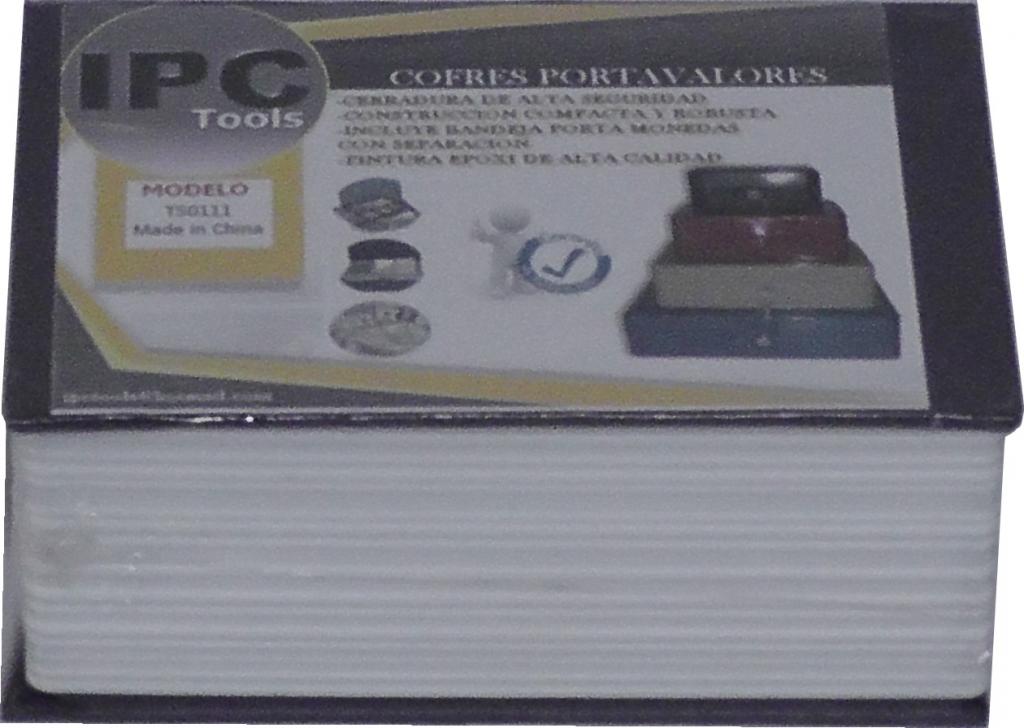 IPC
Tools
COFRES PORTAVALORES
-CERRADURA DE ALTA SEGURIDAD
-CONSTRUCCION COMPACTA Y ROBUSTA
-INCLUYE BANDEJA PORTA MONEDAS
CON SEPARACION
-PINTURA EPOXI DE ALTA CALIDAD
MODELO
TS0111
Made in China